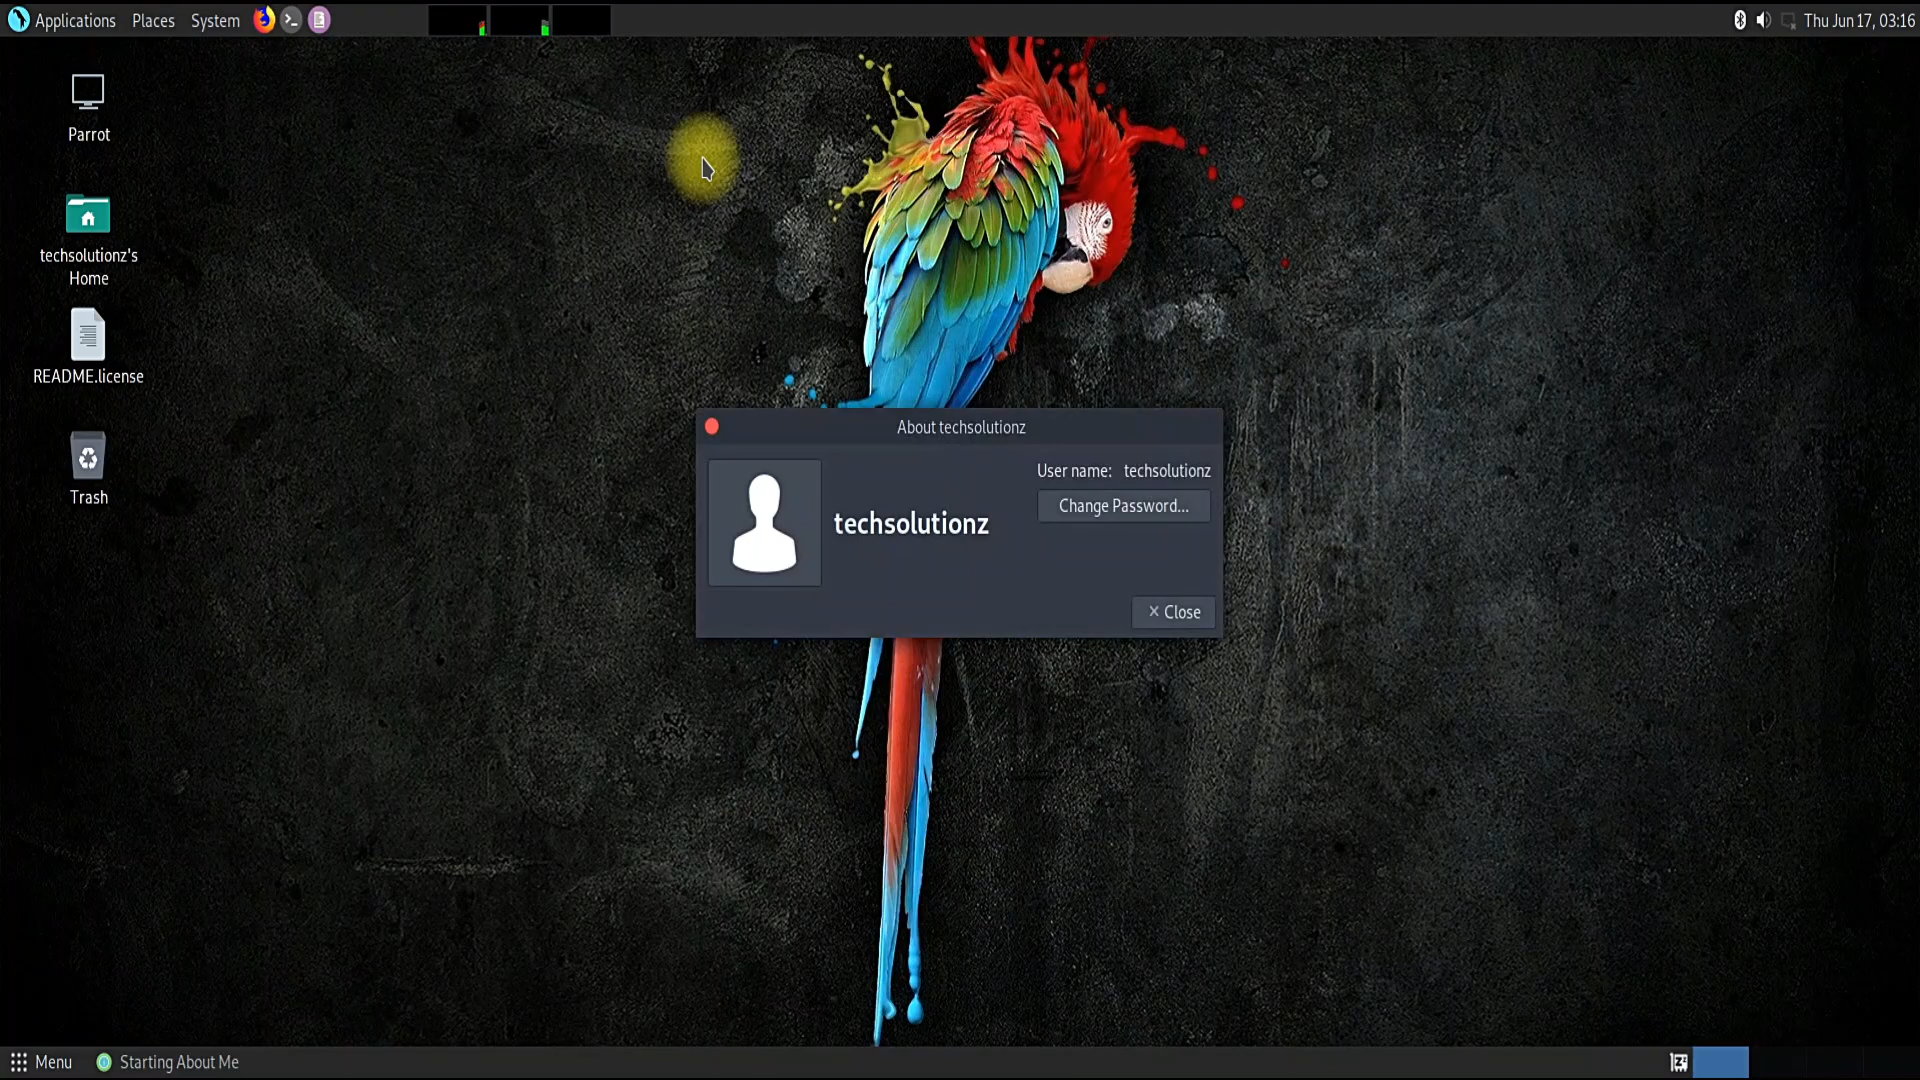 Applications Places System
Thu Jun 17, 03:16
Parrot
techsolutionz's
Home
README.license
Trash
About techsolutionz
User name: techsolutionz
Change Password...
techsolutionz
Close
Menu
Starting About Me